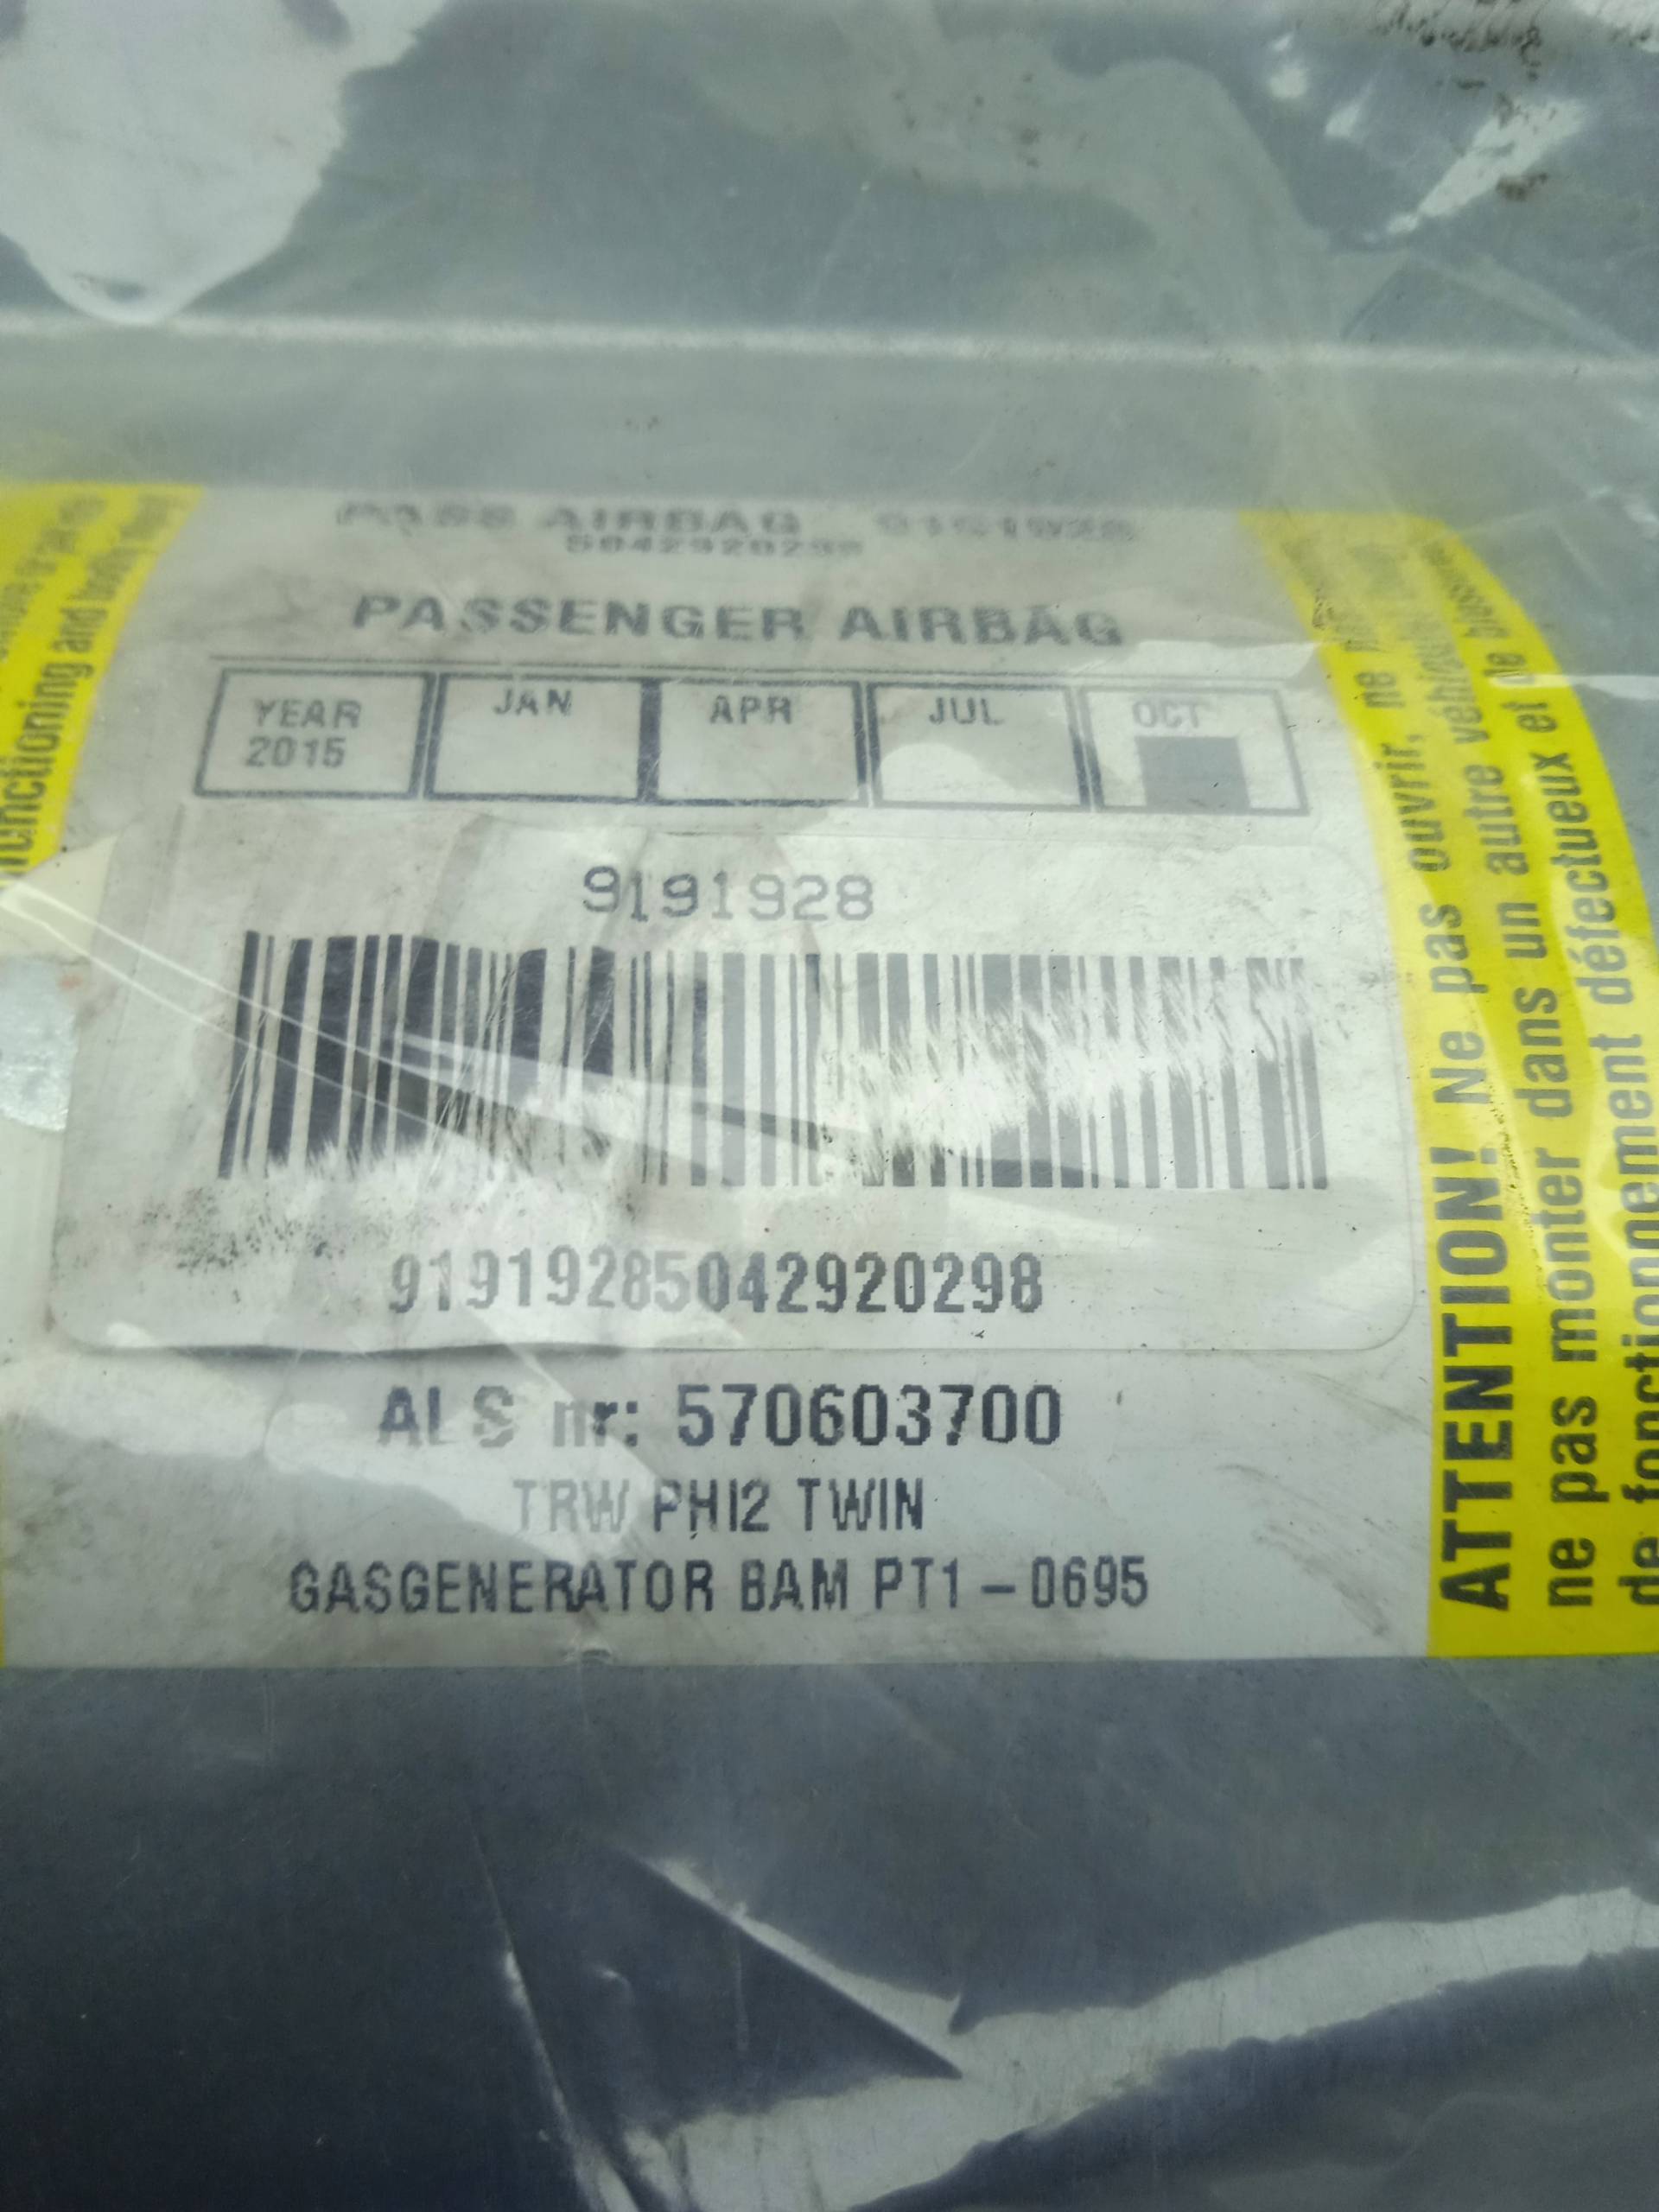 PASS AIRBAG 9191928
5042920298
PASSENGER AIRBAG
YEAR 2015
JAN
APR
JUL
OCT
9191928
91919285042920298
ALS nr: 570603700
TRW PHI2 TWIN
GASGENERATOR BAM PT1-0695
functioning and bodily
ATTENTION! Ne pas ouvrir, ne
ne pas monter dans un autre véhicule
de fonctionnement défectueux et de